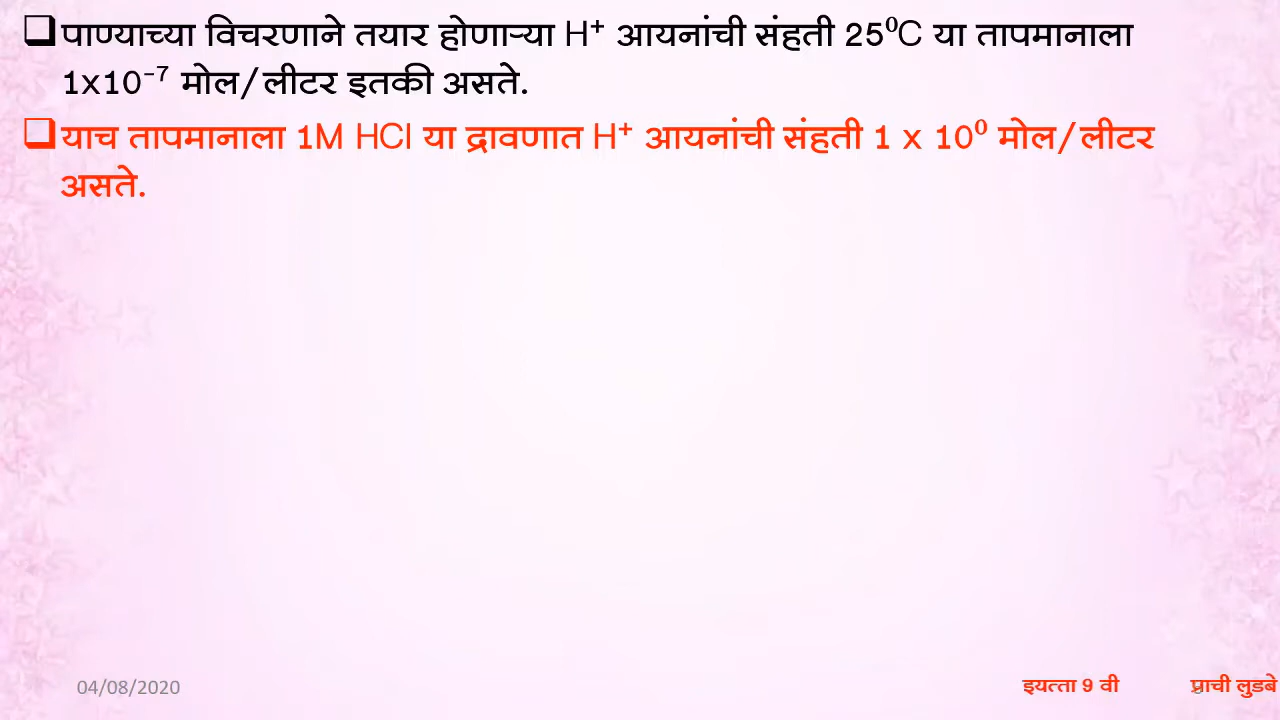 ❑पाण्याच्या विचरणाने तयार होणाऱ्या H⁺ आयनांची संहती 25⁰C या तापमानाला
1x10⁻⁷ मोल/लीटर इतकी असते.
❑याच तापमानाला 1M HCl या द्रावणात H⁺ आयनांची संहती 1 x 10⁰ मोल/लीटर
असते.
04/08/2020 इयत्ता 9 वी प्राची लुडबे